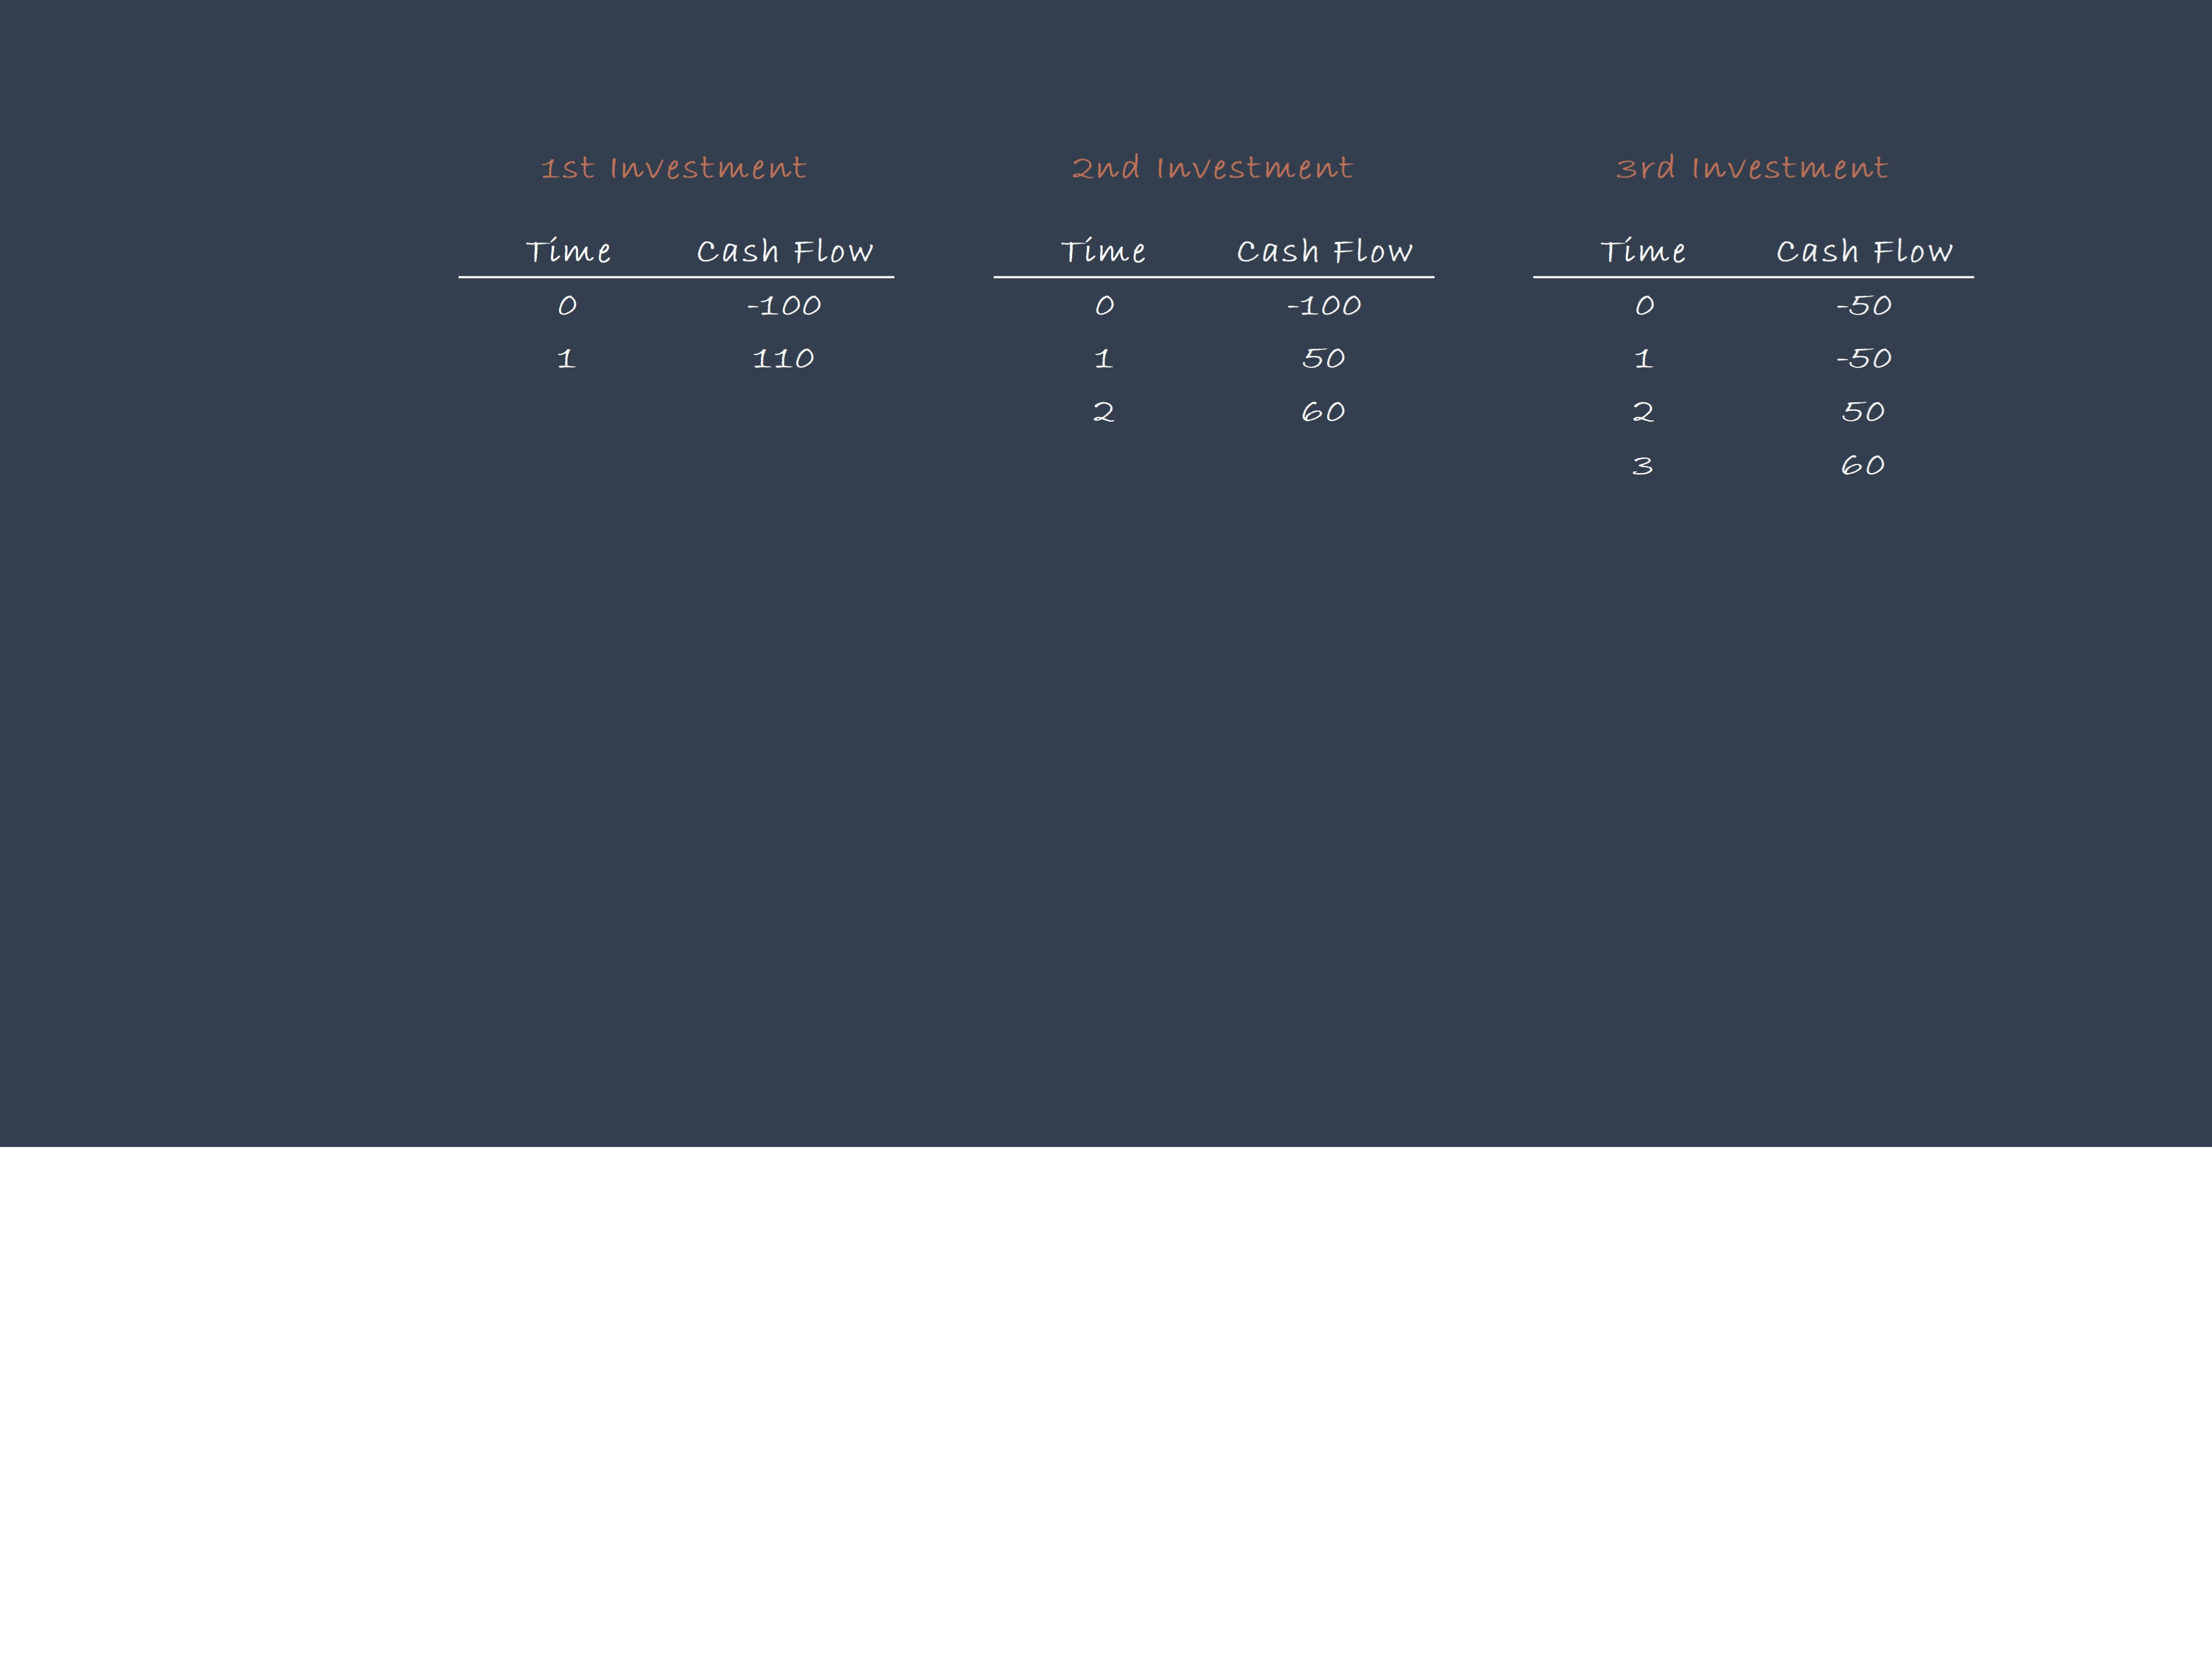 1st Investment 2nd Investment 3rd Investment
Time Cash Flow Time Cash Flow Time Cash Flow
0 -100 0 -100 0 -50
1 110 1 50 1 -50
2 60 2 50
3 60